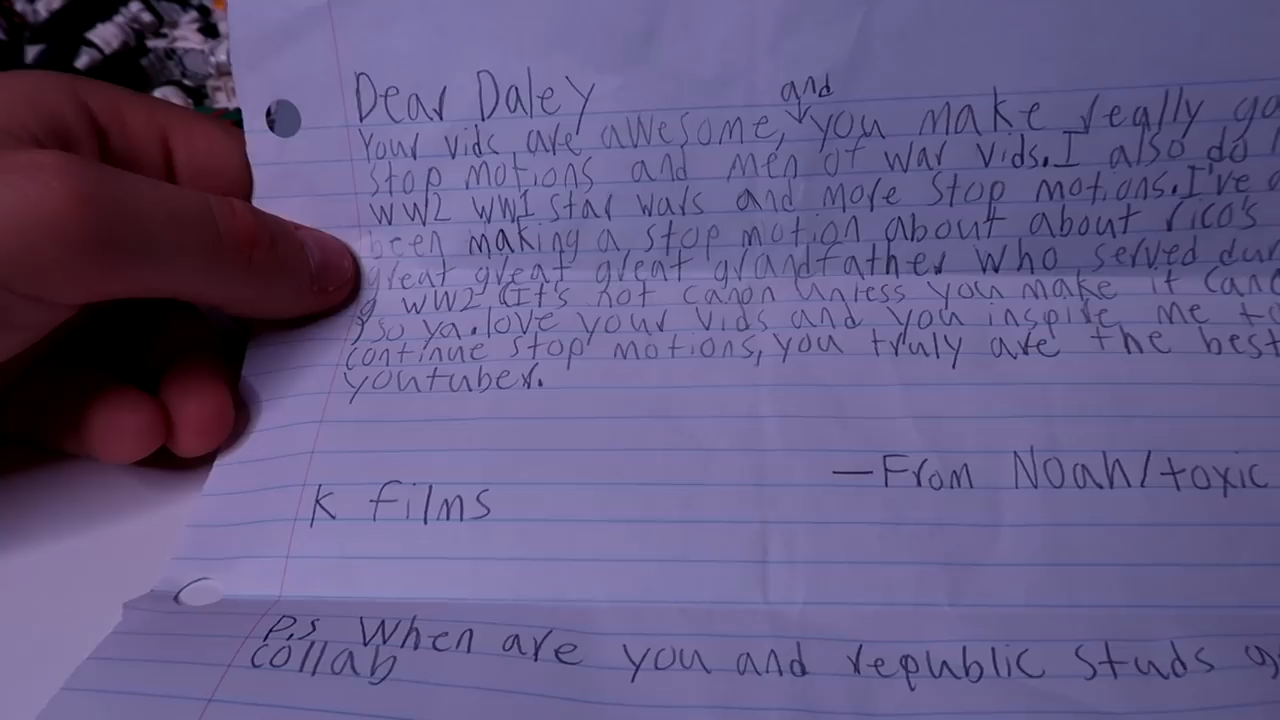 Dear Daley
and
Your vids are awesome, you make really
stop motions and men of war vids. I also do
WW2 WW1 star wars and more stop motions. I've
been making a stop motion about about rico's
great great great grandfather who served
WW2 (It's not canon unless you make it
so ya. love your vids and you inspire me
continue stop motions, you truly are the best
youtuber.
—From Noah/toxic
K films
P.s When are you and republic studs
collab